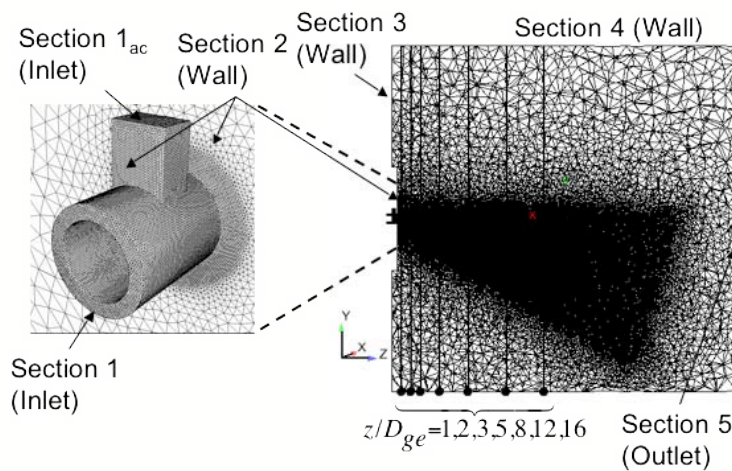 Section 1ac
(Inlet)
Section 2
(Wall)
Section 3
(Wall)
Section 4 (Wall)
Section 1
(Inlet)
Y
X
Z
X
z/Dge=1,2,3,5,8,12,16
Section 5
(Outlet)